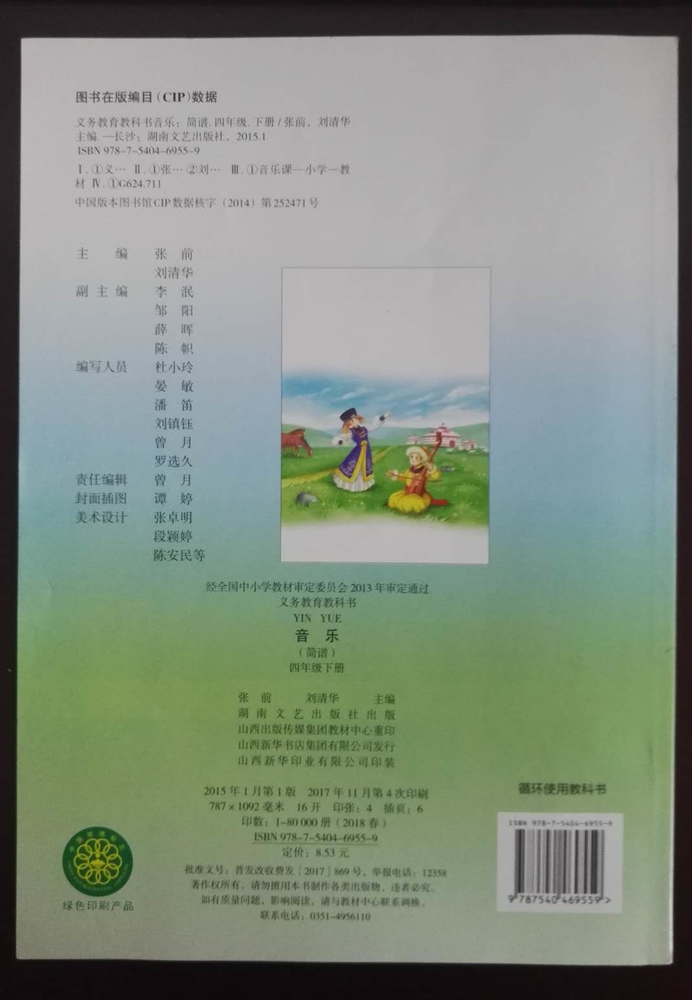 图书在版编目(CIP)数据
义务教育教科书音乐：简谱. 四年级. 下册 / 张前，刘清华
主编. —长沙：湖南文艺出版社，2015.1
ISBN 978-7-5404-6955-9
Ⅰ. ①义… Ⅱ. ①张… ②刘… Ⅲ. ①音乐课—小学—教
材 Ⅳ. ①G624.711
中国版本图书馆CIP数据核字（2014）第252471号
主 编 张 前
刘清华
副主编 李 泯
邹 阳
薛 晖
陈 帜
编写人员 杜小玲
晏 敏
潘 笛
刘镇钰
曾 月
罗选久
责任编辑 曾 月
封面插图 谭 婷
美术设计 张卓明
段颖婷
陈安民等
经全国中小学教材审定委员会2013年审定通过
义务教育教科书
YIN YUE
音 乐
（简谱）
四年级下册
张 前 刘清华 主编
湖南文艺出版社出版
山西出版传媒集团教材中心重印
山西新华书店集团有限公司发行
山西新华印业有限公司印装
2015年1月第1版 2017年11月第4次印刷
787×1092毫米 16开 印张：4 插页：6
印数：1-80 000册（2018春）
ISBN 978-7-5404-6955-9
定价：8.53元
批准文号：晋发改收费发［2017］869号，举报电话：12358
著作权所有，请勿擅用本书制作各类出版物，违者必究。
如有质量问题，影响阅读，请与教材中心联系调换。
联系电话：0351-4956110
绿色印刷产品
循环使用教科书
ISBN 978-7-5404-6955-9
9 787540 469559 >